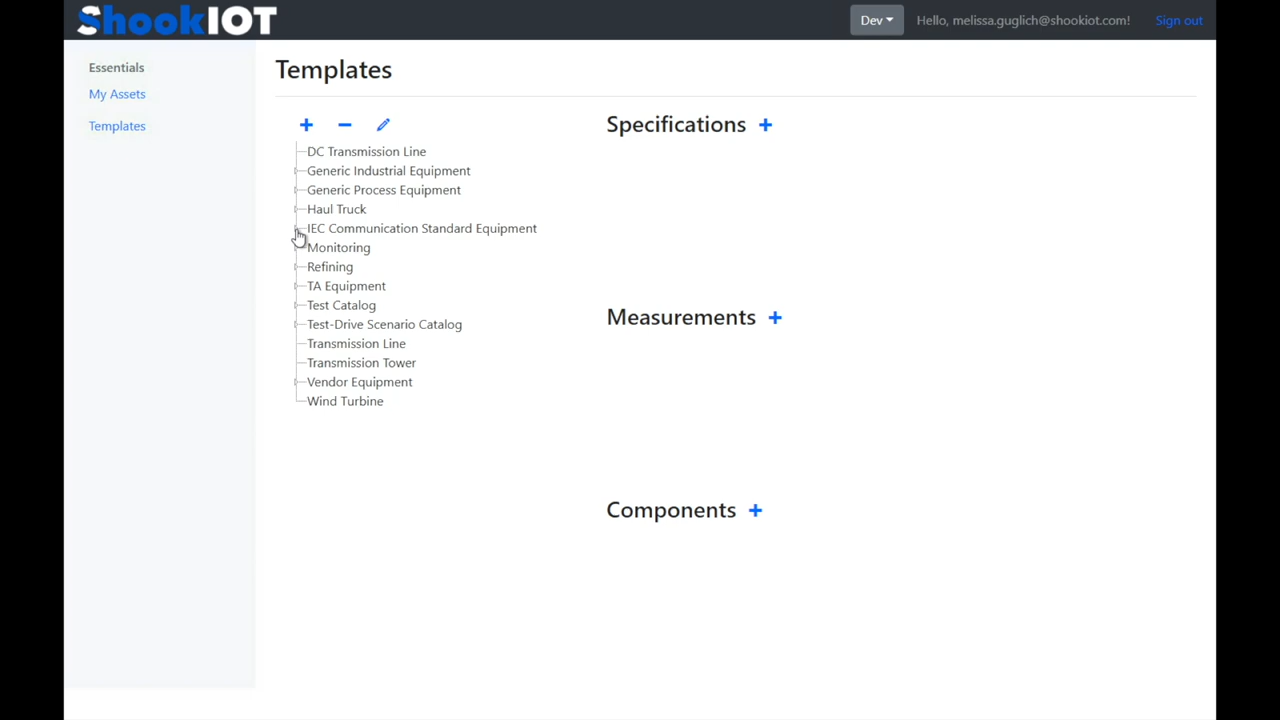 ShookIOT
Dev
Hello, melissa.guglich@shookiot.com!
Sign out
Essentials
My Assets
Templates
Templates
DC Transmission Line
Generic Industrial Equipment
Generic Process Equipment
Haul Truck
IEC Communication Standard Equipment
Monitoring
Refining
TA Equipment
Test Catalog
Test-Drive Scenario Catalog
Transmission Line
Transmission Tower
Vendor Equipment
Wind Turbine
Specifications
Measurements
Components